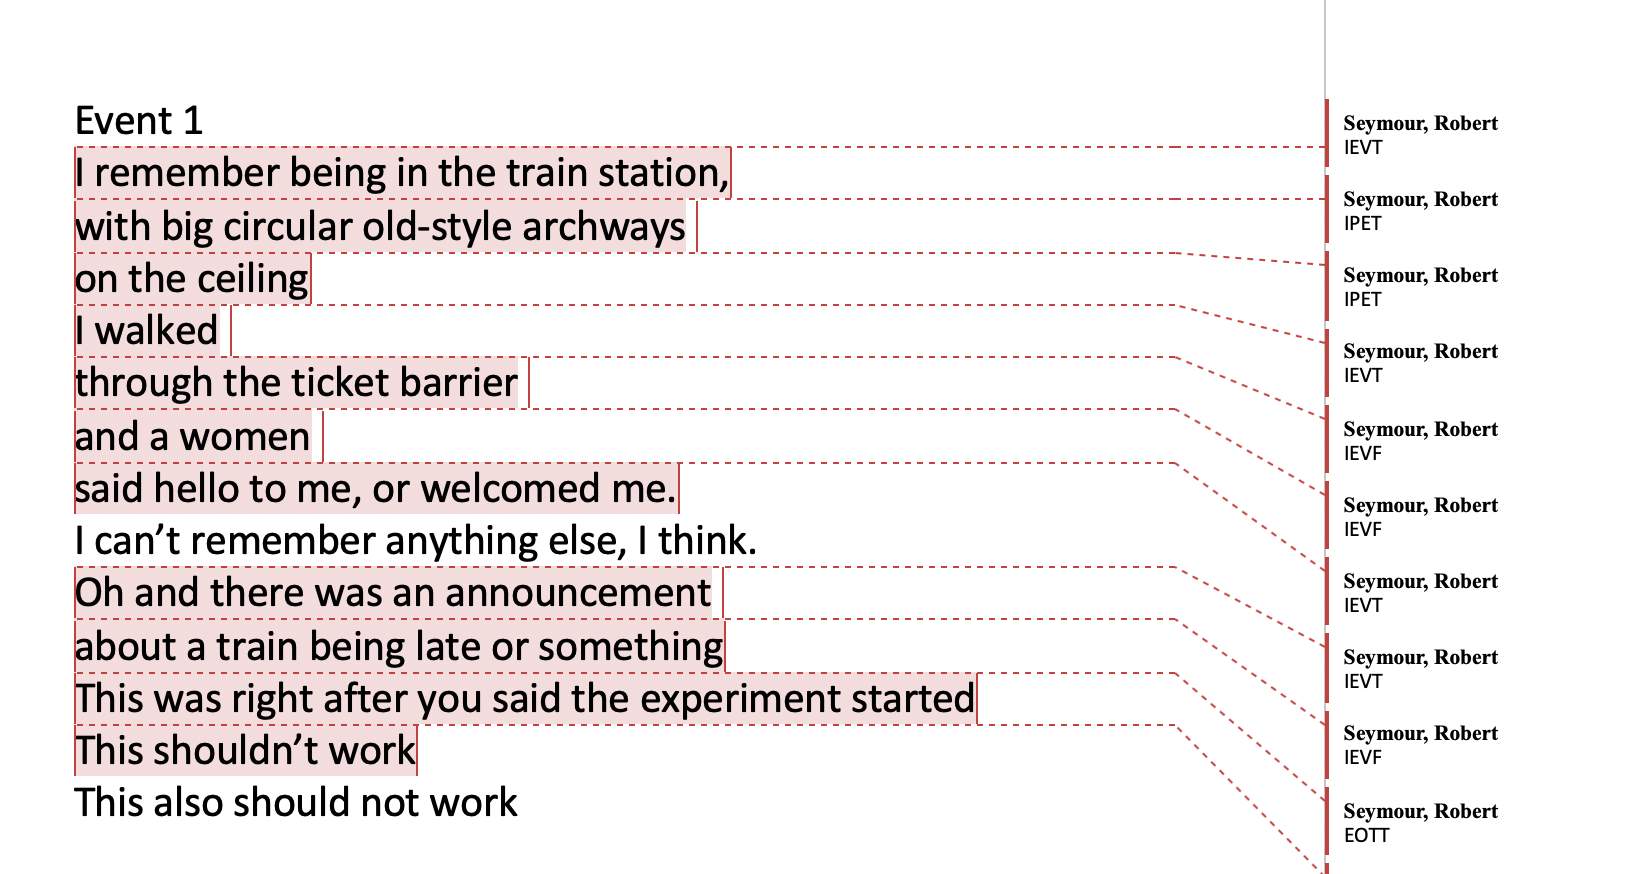 Event 1
I remember being in the train station,
with big circular old-style archways
on the ceiling
I walked
through the ticket barrier
and a women
said hello to me, or welcomed me.
I can’t remember anything else, I think.
Oh and there was an announcement
about a train being late or something
This was right after you said the experiment started
This shouldn’t work
This also should not work
Seymour, Robert
IEVT
Seymour, Robert
IPET
Seymour, Robert
IPET
Seymour, Robert
IEVT
Seymour, Robert
IEVF
Seymour, Robert
IEVF
Seymour, Robert
IEVT
Seymour, Robert
IEVT
Seymour, Robert
IEVF
Seymour, Robert
EOTT